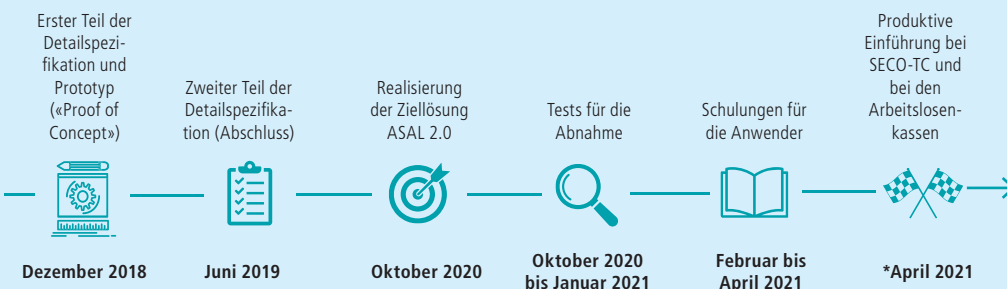 Erster Teil der
Detailspezi-
fikation und
Prototyp
(«Proof of
Concept»)
Dezember 2018
Zweiter Teil der
Detailspezifika-
tion (Abschluss)
Juni 2019
Realisierung
der Ziellösung
ASAL 2.0
Oktober 2020
Tests für die
Abnahme
Oktober 2020
bis Januar 2021
Schulungen für
die Anwender
Februar bis
April 2021
Produktive
Einführung bei
SECO-TC und
bei den
Arbeitslosen-
kassen
*April 2021